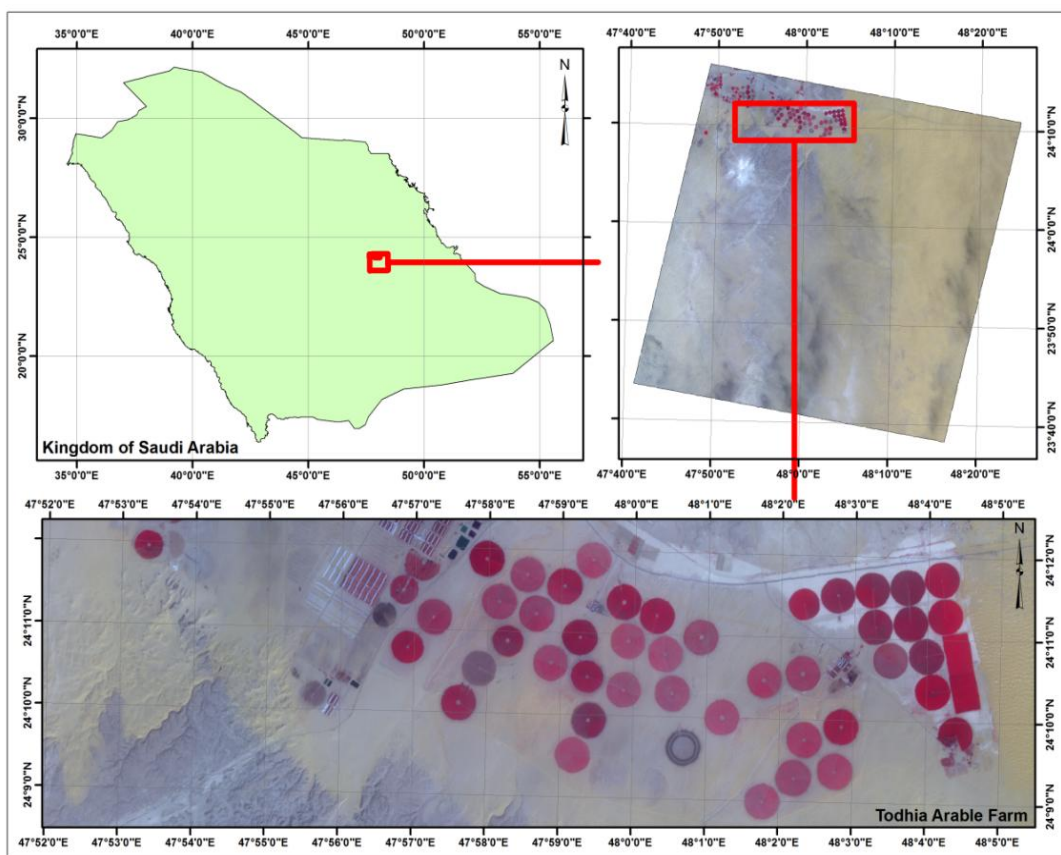 35°0'0"E 40°0'0"E 45°0'0"E 50°0'0"E 55°0'0"E
N
30°0'0"N
25°0'0"N
20°0'0"N
30°0'0"N
25°0'0"N
20°0'0"N
Kingdom of Saudi Arabia
35°0'0"E 40°0'0"E 45°0'0"E 50°0'0"E 55°0'0"E
47°40'0"E 47°50'0"E 48°0'0"E 48°10'0"E 48°20'0"E
N
24°10'0"N
24°0'0"N
23°50'0"N
23°40'0"N
47°40'0"E 47°50'0"E 48°0'0"E 48°10'0"E 48°20'0"E
47°52'0"E 47°53'0"E 47°54'0"E 47°55'0"E 47°56'0"E 47°57'0"E 47°58'0"E 47°59'0"E 48°0'0"E 48°1'0"E 48°2'0"E 48°3'0"E 48°4'0"E 48°5'0"E
N
24°11'0"N
24°10'0"N
24°9'0"N
24°12'0"N
24°11'0"N
24°10'0"N
24°9'0"N
Todhia Arable Farm
47°52'0"E 47°53'0"E 47°54'0"E 47°55'0"E 47°56'0"E 47°57'0"E 47°58'0"E 47°59'0"E 48°0'0"E 48°1'0"E 48°2'0"E 48°3'0"E 48°4'0"E 48°5'0"E